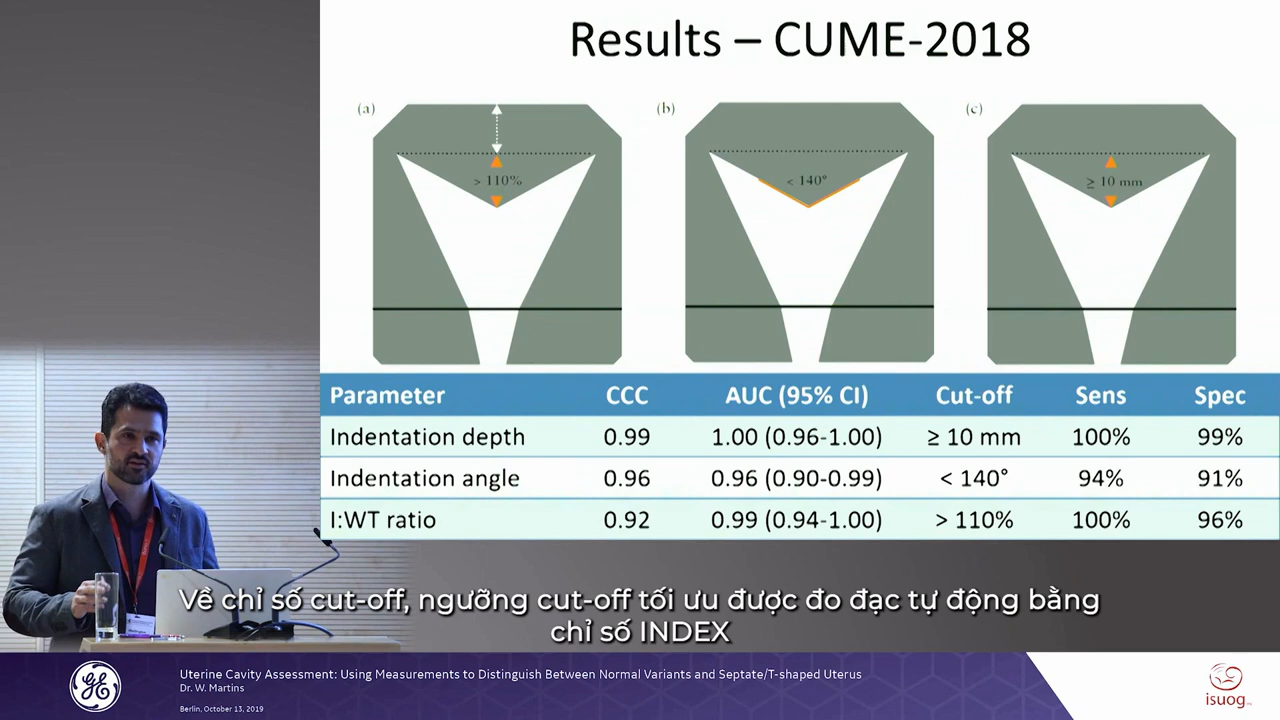 Results – CUME-2018
(a)
(b)
(c)
> 110%
< 140°
≥ 10 mm
Parameter CCC AUC (95% CI) Cut-off Sens Spec
Indentation depth 0.99 1.00 (0.96-1.00) ≥ 10 mm 100% 99%
Indentation angle 0.96 0.96 (0.90-0.99) < 140° 94% 91%
I:WT ratio 0.92 0.99 (0.94-1.00) > 110% 100% 96%
Về chỉ số cut-off, ngưỡng cut-off tối ưu được đo đạc tự động bằng
chỉ số INDEX
GE
Uterine Cavity Assessment: Using Measurements to Distinguish Between Normal Variants and Septate/T-shaped Uterus
Dr. W. Martins
Berlin, October 13, 2019
isuog